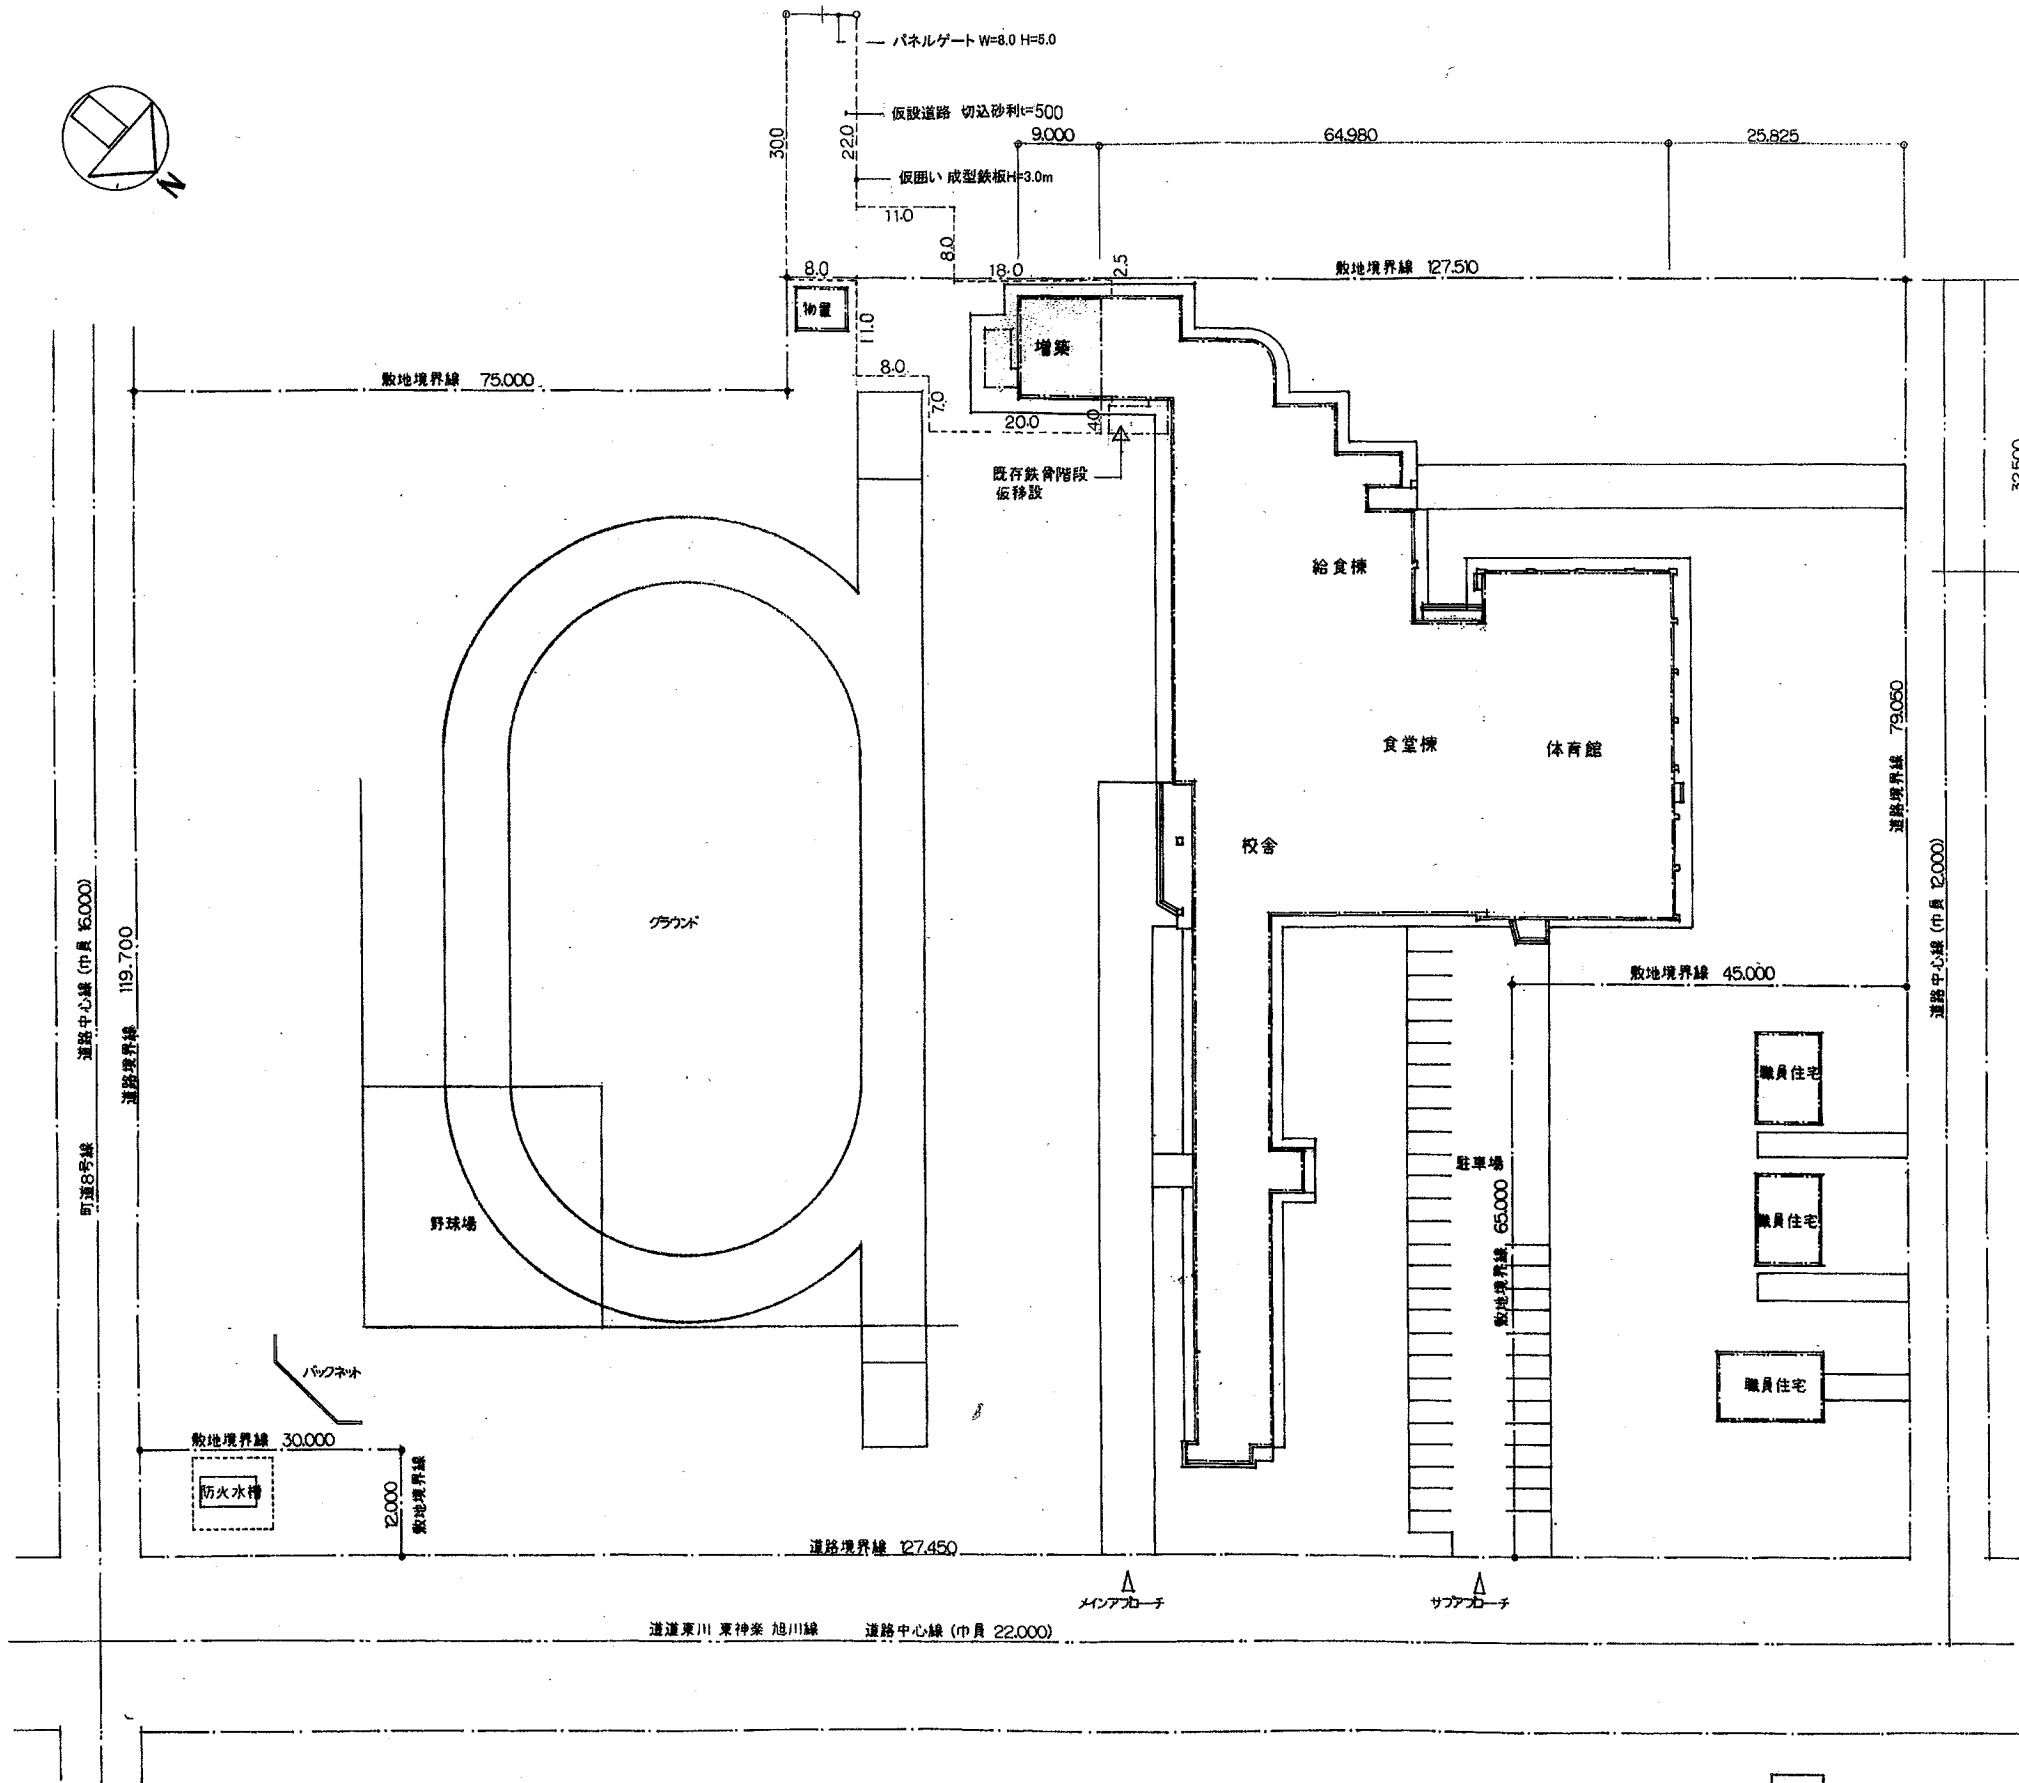 パネルゲート W=8.0 H=5.0
仮設道路 切込砂利t=500
仮囲い 成型鉄板H=3.0m
30.0
22.0
N
9.000
64.980
25.825
11.0
8.0
18.0
2.5
8.0
敷地境界線 127.510
物置
11.0
増築
敷地境界線 75.000
8.0
7.0
20.0
4.0
既存鉄骨階段
仮移設
32.500
給食棟
食堂棟
体育館
校舎
道路境界線 79.050
道路中心線 (巾員 12.000)
グラウンド
町道8号線 道路中心線 (巾員 16.000)
道路境界線 119.700
敷地境界線 45.000
職員住宅
駐車場
敷地境界線 65.000
職員住宅
野球場
職員住宅
バックネット
敷地境界線 30.000
防火水槽
12.000
敷地境界線
道路境界線 127.450
メインアプローチ
サブアプローチ
道道東川 東神楽 旭川線 道路中心線 (巾員 22.000)